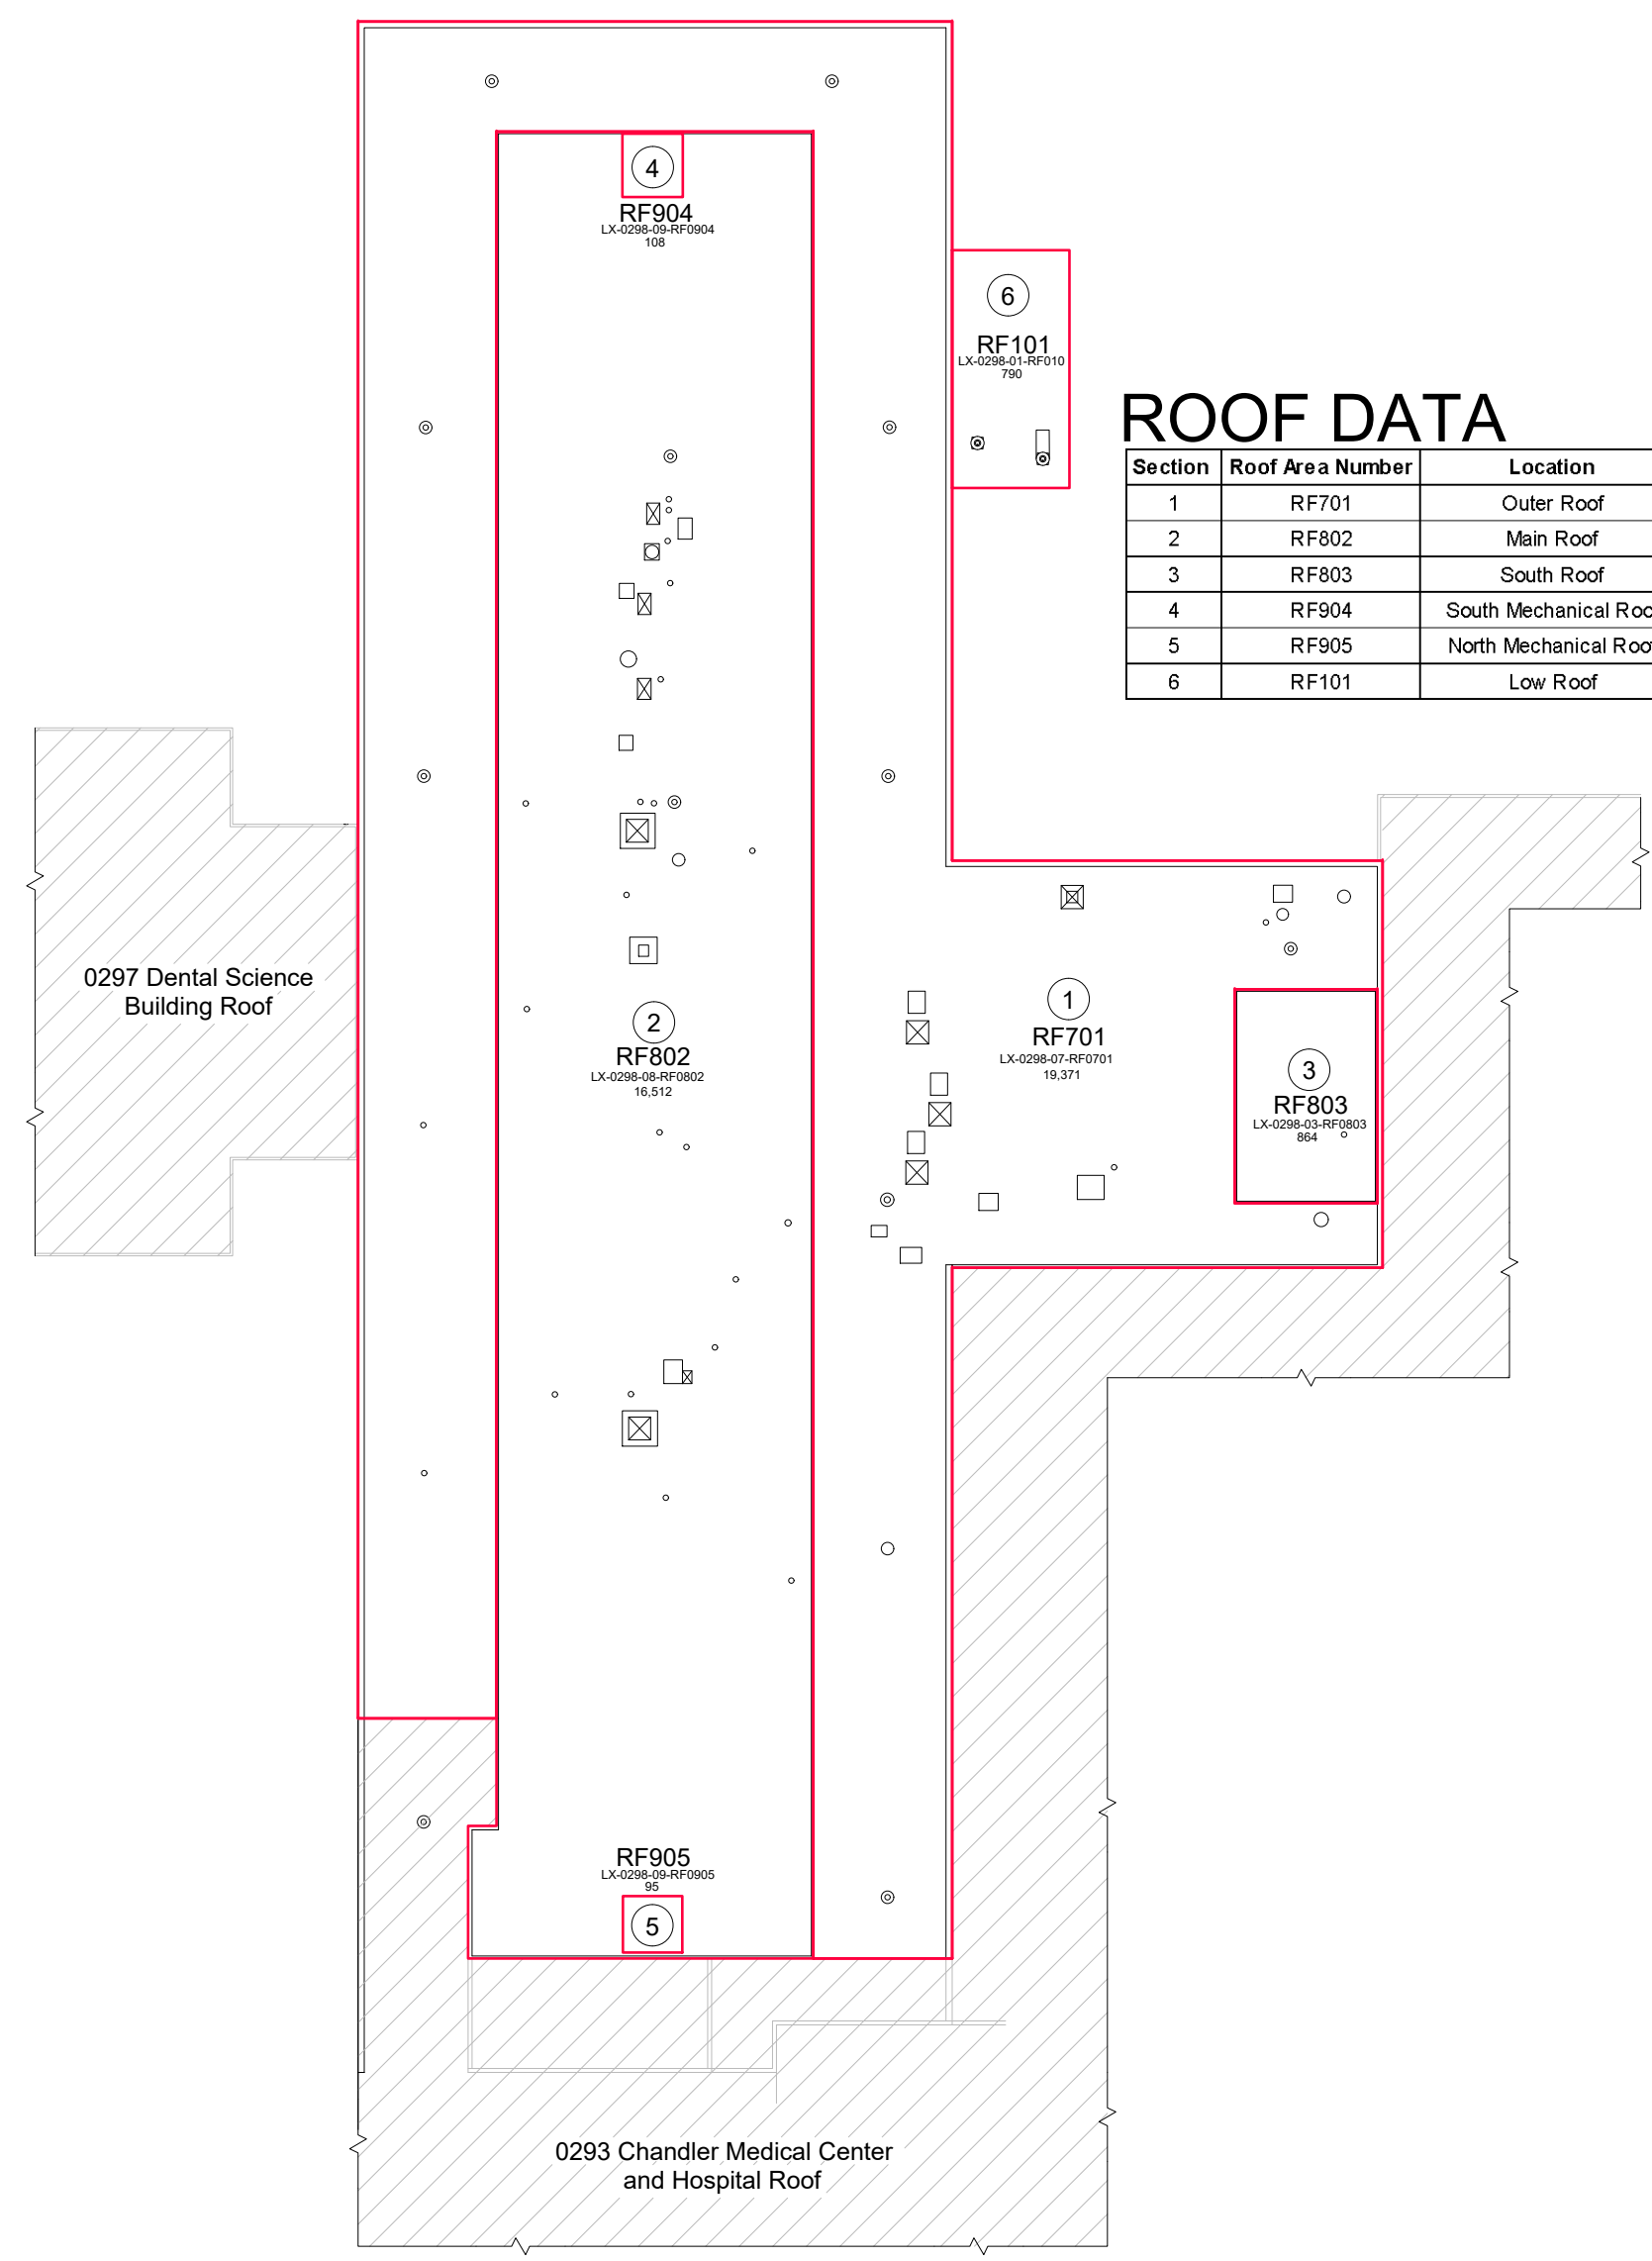 4
RF904
LX-0298-09-RF0904
108
6
RF101
LX-0298-01-RF010
790
ROOF DATA
Section Roof Area Number Location
1 RF701 Outer Roof
2 RF802 Main Roof
3 RF803 South Roof
4 RF904 South Mechanical Roo
5 RF905 North Mechanical Roo
6 RF101 Low Roof
0297 Dental Science
Building Roof
2
RF802
LX-0298-08-RF0802
16,512
1
RF701
LX-0298-07-RF0701
19,371
3
RF803
LX-0298-03-RF0803
864
RF905
LX-0298-09-RF0905
95
5
0293 Chandler Medical Center
and Hospital Roof